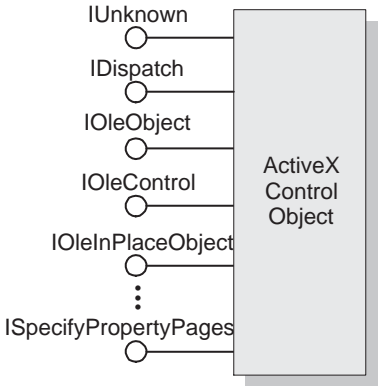 IUnknown
IDispatch
IOleObject
IOleControl
IOleInPlaceObject
ISpecifyPropertyPages
ActiveX
Control
Object